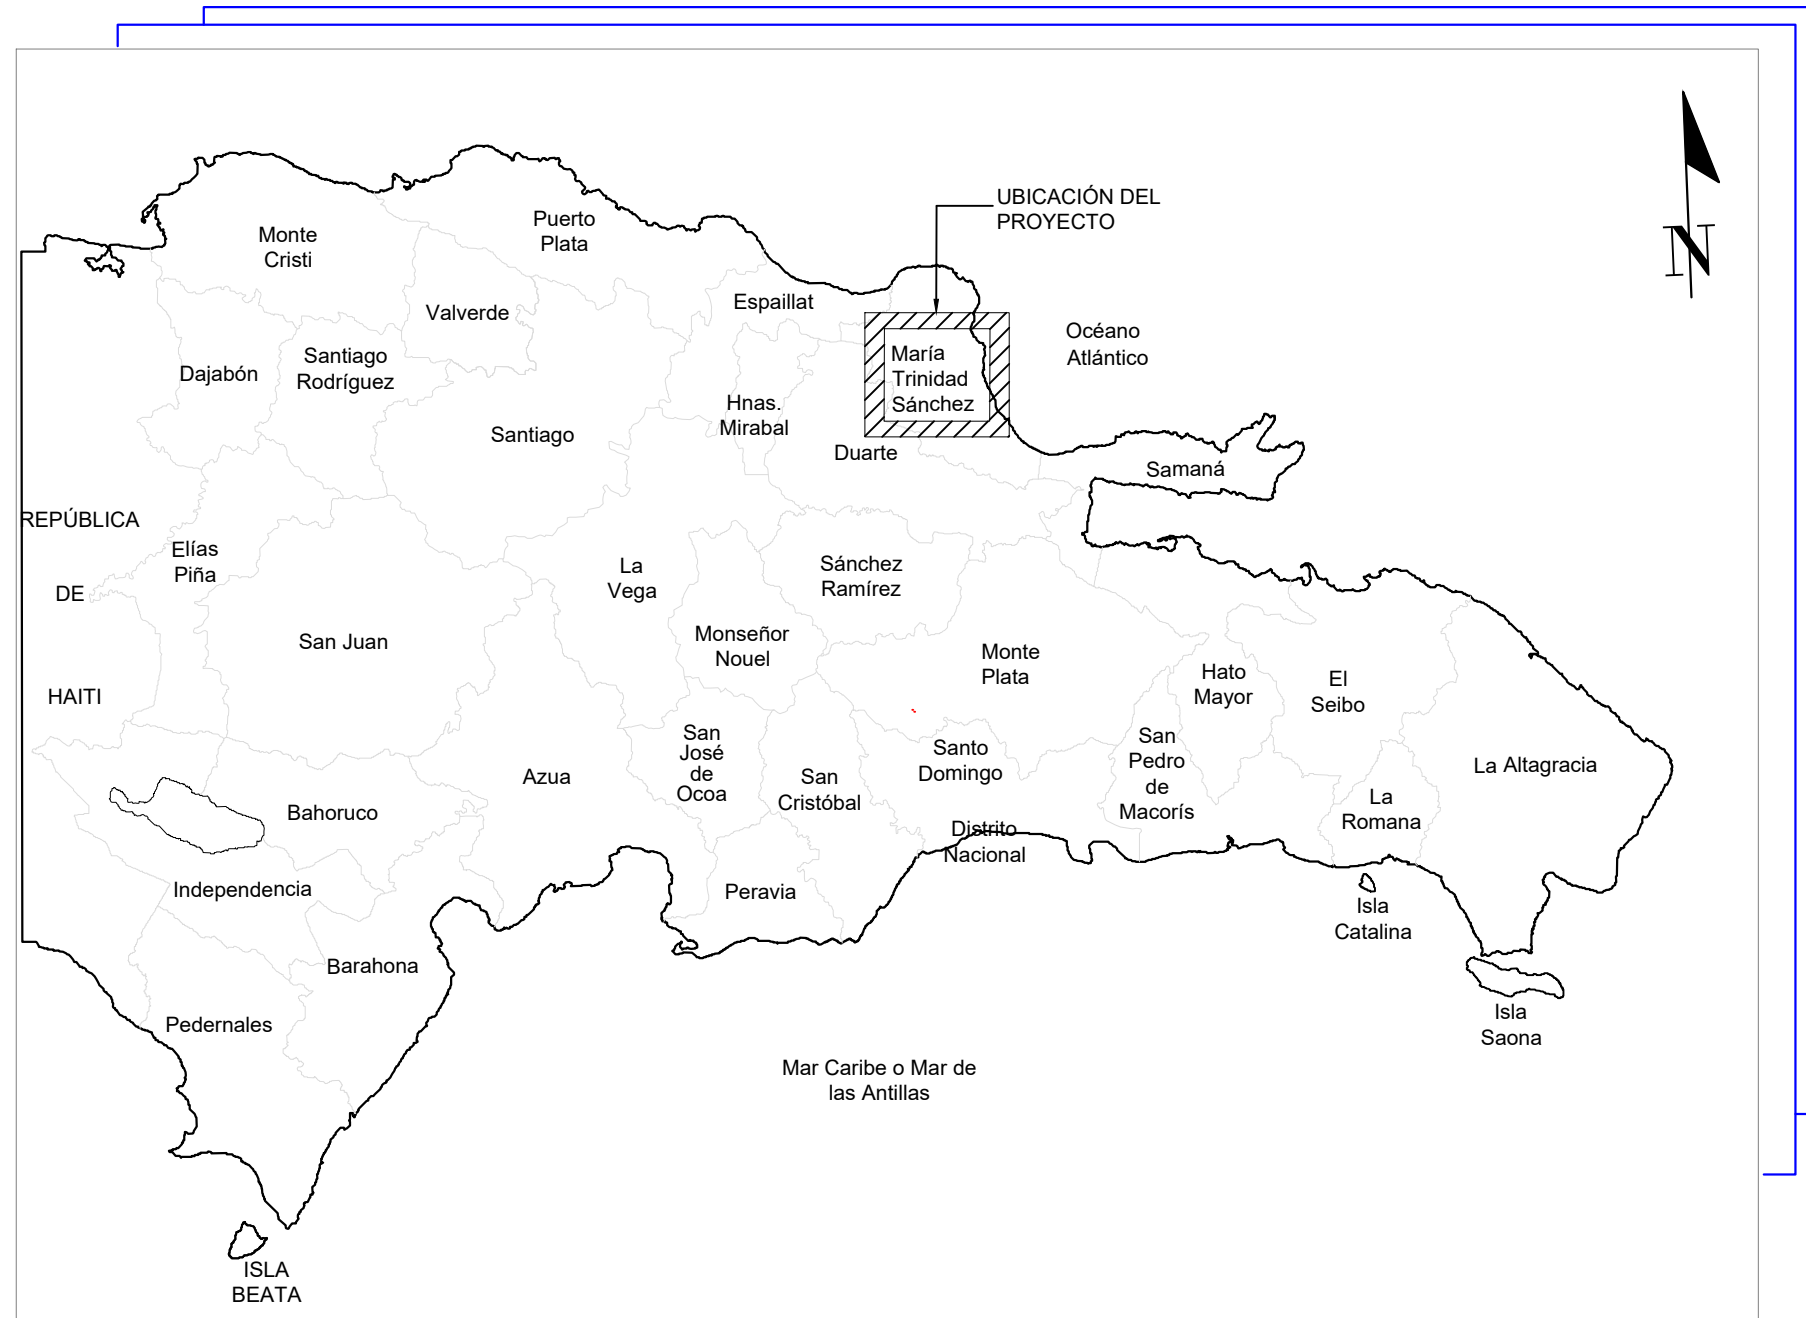 UBICACIÓN DEL
PROYECTO
N
Puerto
Plata
Monte
Cristi
Espaillat
Valverde
Océano
Atlántico
María
Trinidad
Sánchez
Santiago
Rodríguez
Dajabón
Hnas.
Mirabal
Santiago
Duarte
Samaná
REPÚBLICA
DE
HAITI
Elías
Piña
La
Vega
Sánchez
Ramírez
San Juan
Monseñor
Nouel
Monte
Plata
Hato
Mayor
El
Seibo
San
José
de
Ocoa
Santo
Domingo
San
Pedro
de
Macorís
La Altagracia
Azua
San
Cristóbal
Bahoruco
La
Romana
Distrito
Nacional
Independencia
Peravia
Isla
Catalina
Barahona
Isla
Saona
Pedernales
Mar Caribe o Mar de
las Antillas
ISLA
BEATA